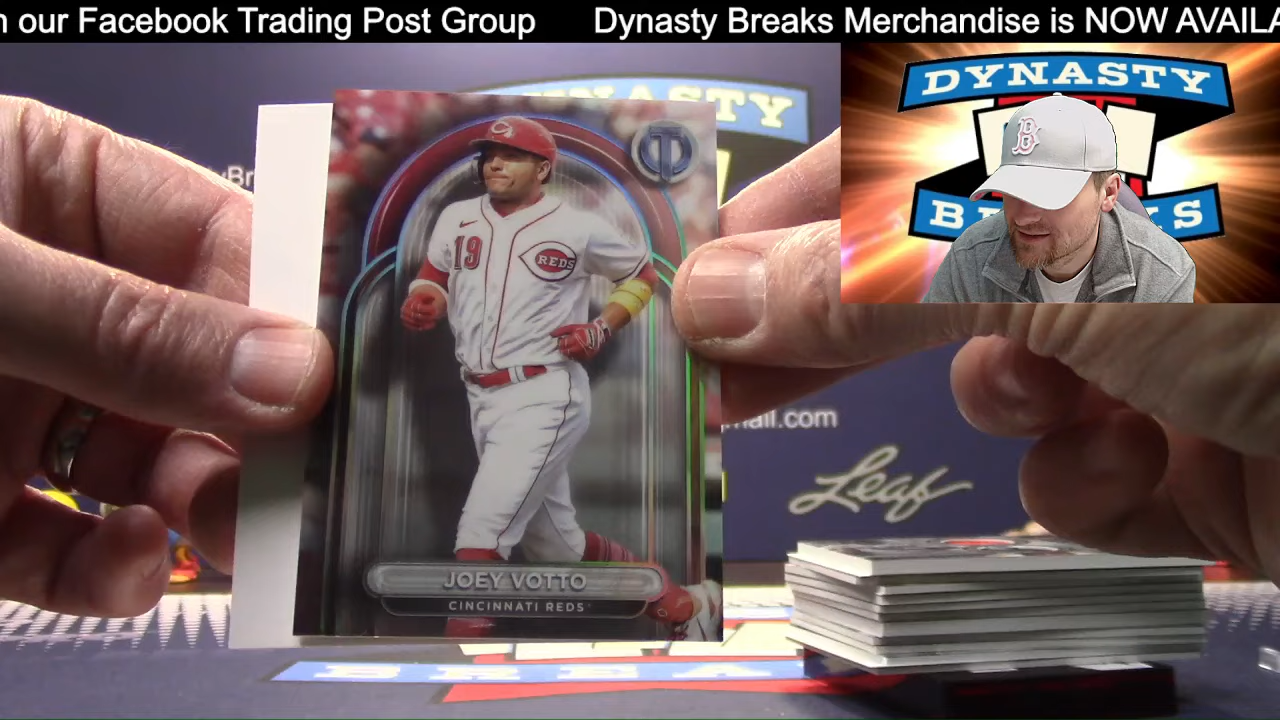 n our Facebook Trading Post Group
Dynasty Breaks Merchandise is NOW AVAILA
DYNASTY
B
B
S
19
REDS
JOEY VOTTO
CINCINNATI REDS
mail.com
Leaf
BREA